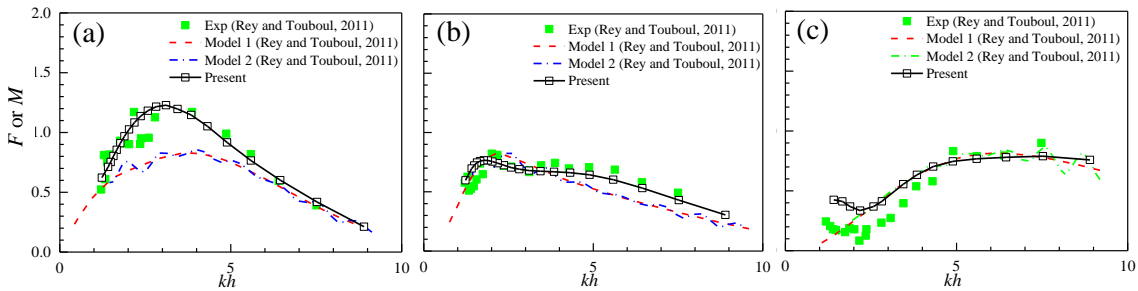 (a)
Exp (Rey and Touboul, 2011)
Model 1 (Rey and Touboul, 2011)
Model 2 (Rey and Touboul, 2011)
Present
F or M
2.0
1.5
1.0
0.5
0.0
0 5 10
kh
(b)
Exp (Rey and Touboul, 2011)
Model 1 (Rey and Touboul, 2011)
Model 2 (Rey and Touboul, 2011)
Present
0 5 10
kh
(c)
Exp (Rey and Touboul, 2011)
Model 1 (Rey and Touboul, 2011)
Model 2 (Rey and Touboul, 2011)
Present
0 5 10
kh